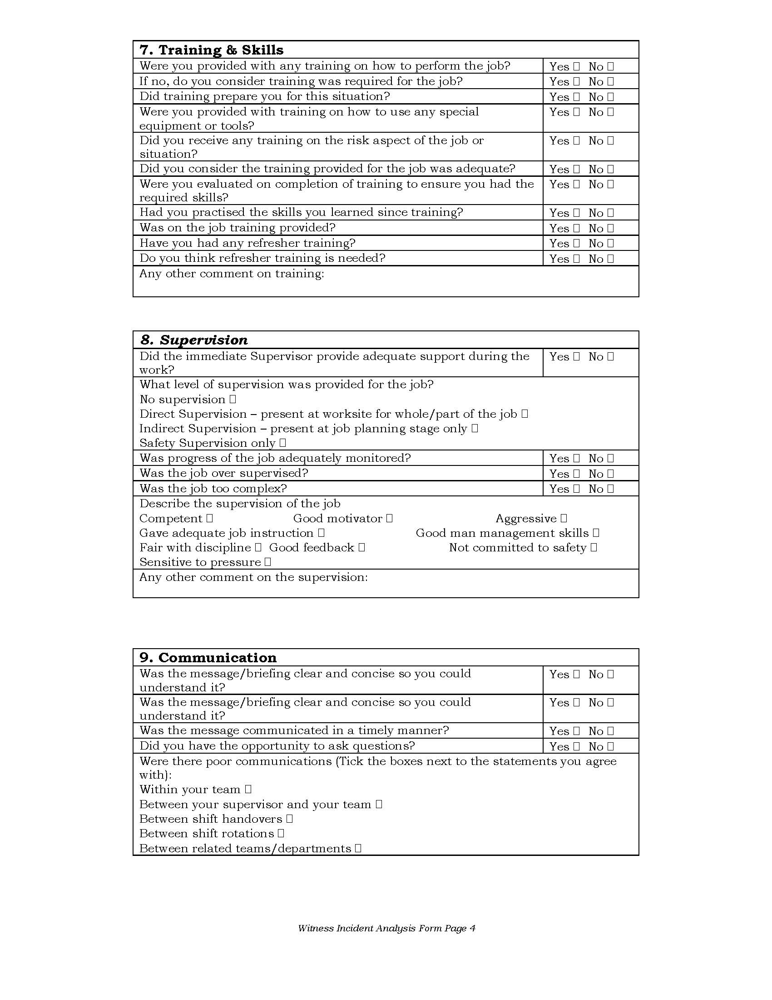 7. Training & Skills
Were you provided with any training on how to perform the job? Yes ☐ No ☐
If no, do you consider training was required for the job? Yes ☐ No ☐
Did training prepare you for this situation? Yes ☐ No ☐
Were you provided with training on how to use any special Yes ☐ No ☐
equipment or tools?
Did you receive any training on the risk aspect of the job or Yes ☐ No ☐
situation?
Did you consider the training provided for the job was adequate? Yes ☐ No ☐
Were you evaluated on completion of training to ensure you had the Yes ☐ No ☐
required skills?
Had you practised the skills you learned since training? Yes ☐ No ☐
Was on the job training provided? Yes ☐ No ☐
Have you had any refresher training? Yes ☐ No ☐
Do you think refresher training is needed? Yes ☐ No ☐
Any other comment on training:
8. Supervision
Did the immediate Supervisor provide adequate support during the Yes ☐ No ☐
work?
What level of supervision was provided for the job?
No supervision ☐
Direct Supervision – present at worksite for whole/part of the job ☐
Indirect Supervision – present at job planning stage only ☐
Safety Supervision only ☐
Was progress of the job adequately monitored? Yes ☐ No ☐
Was the job over supervised? Yes ☐ No ☐
Was the job too complex? Yes ☐ No ☐
Describe the supervision of the job
Competent ☐ Good motivator ☐ Aggressive ☐
Gave adequate job instruction ☐ Good man management skills ☐
Fair with discipline ☐ Good feedback ☐ Not committed to safety ☐
Sensitive to pressure ☐
Any other comment on the supervision:
9. Communication
Was the message/briefing clear and concise so you could Yes ☐ No ☐
understand it?
Was the message/briefing clear and concise so you could Yes ☐ No ☐
understand it?
Was the message communicated in a timely manner? Yes ☐ No ☐
Did you have the opportunity to ask questions? Yes ☐ No ☐
Were there poor communications (Tick the boxes next to the statements you agree
with):
Within your team ☐
Between your supervisor and your team ☐
Between shift handovers ☐
Between shift rotations ☐
Between related teams/departments ☐
Witness Incident Analysis Form Page 4